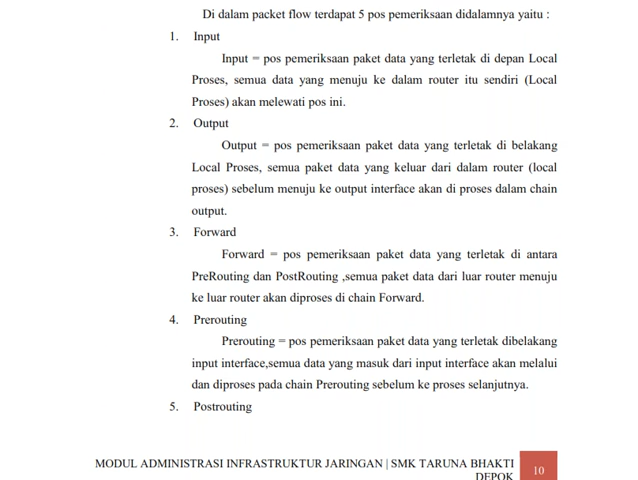 Di dalam packet flow terdapat 5 pos pemeriksaan didalamnya yaitu :
1. Input
Input = pos pemeriksaan paket data yang terletak di depan Local
Proses, semua data yang menuju ke dalam router itu sendiri (Local
Proses) akan melewati pos ini.
2. Output
Output = pos pemeriksaan paket data yang terletak di belakang
Local Proses, semua paket data yang keluar dari dalam router (local
proses) sebelum menuju ke output interface akan di proses dalam chain
output.
3. Forward
Forward = pos pemeriksaan paket data yang terletak di antara
PreRouting dan PostRouting ,semua paket data dari luar router menuju
ke luar router akan diproses di chain Forward.
4. Prerouting
Prerouting = pos pemeriksaan paket data yang terletak dibelakang
input interface,semua data yang masuk dari input interface akan melalui
dan diproses pada chain Prerouting sebelum ke proses selanjutnya.
5. Postrouting
MODUL ADMINISTRASI INFRASTRUKTUR JARINGAN | SMK TARUNA BHAKTI
DEPOK
10